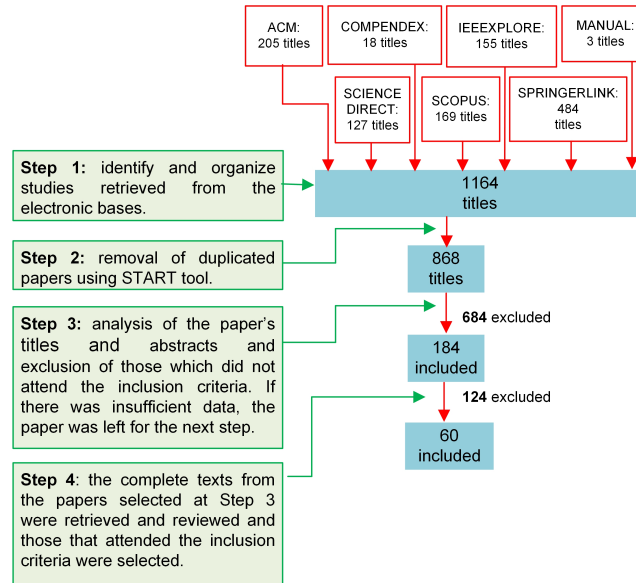 ACM:
205 titles
COMPENDEX:
18 titles
IEEEXPLORE:
155 titles
MANUAL:
3 titles
SCIENCE
DIRECT:
127 titles
SCOPUS:
169 titles
SPRINGERLINK:
484
titles
Step 1: identify and organize
studies retrieved from the
electronic bases.
1164
titles
Step 2: removal of duplicated
papers using START tool.
868
titles
Step 3: analysis of the paper's
titles and abstracts and
exclusion of those which did not
attend the inclusion criteria. If
there was insufficient data, the
paper was left for the next step.
684 excluded
184
included
124 excluded
60
included
Step 4: the complete texts from
the papers selected at Step 3
were retrieved and reviewed and
those that attended the inclusion
criteria were selected.